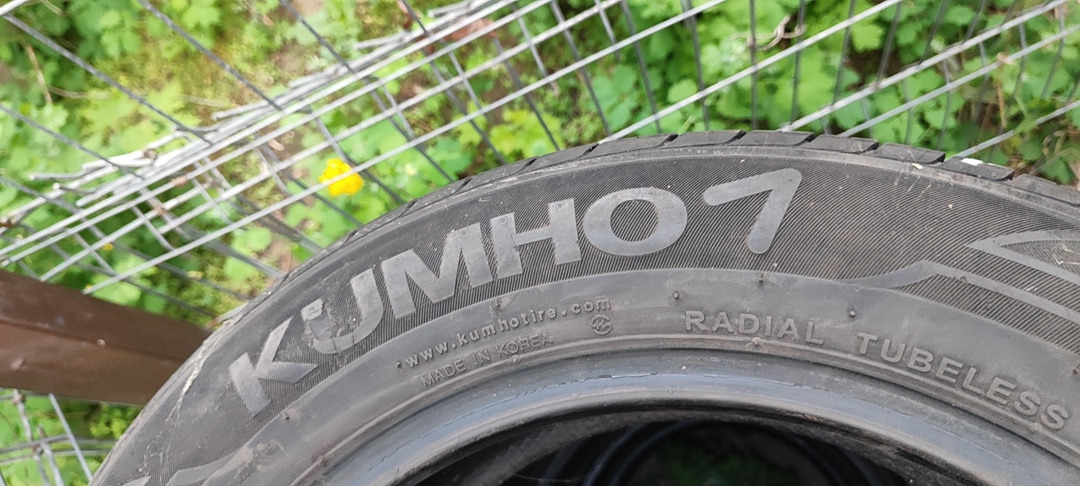 KUMHO
www.kumhotire.com
MADE IN KOREA
RADIAL TUBELESS